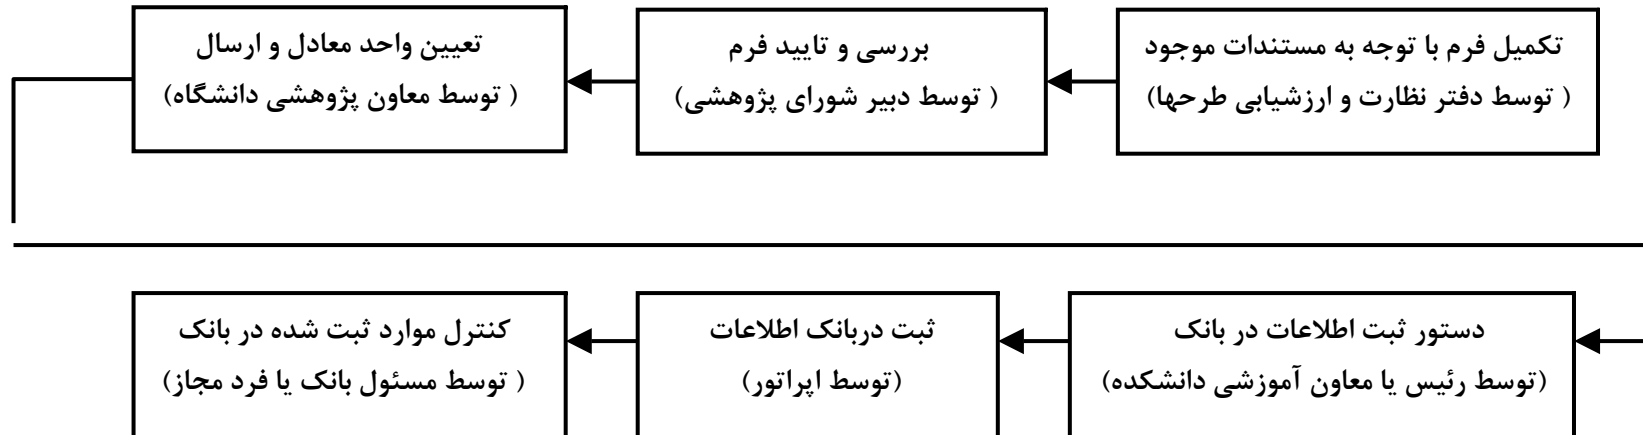 تکمیل فرم با توجه به مستندات موجود
( توسط دفتر نظارت و ارزشیابی طرحها)
بررسی و تایید فرم
( توسط دبیر شورای پژوهشی)
تعیین واحد معادل و ارسال
( توسط معاون پژوهشی دانشگاه)
دستور ثبت اطلاعات در بانک
(توسط رئیس یا معاون آموزشی دانشکده)
ثبت دربانک اطلاعات
(توسط اپراتور)
کنترل موارد ثبت شده در بانک
( توسط مسئول بانک یا فرد مجاز)